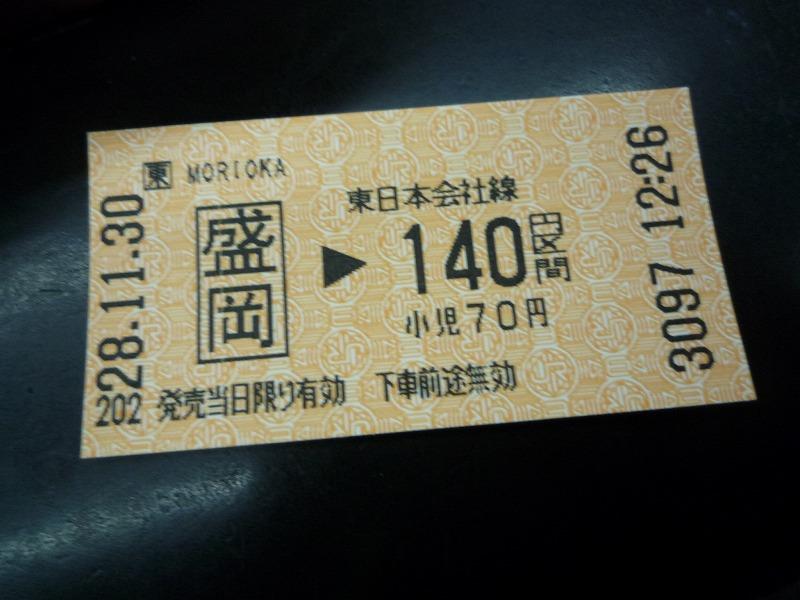 東 MORIOKA
盛岡
東日本会社線
▶ 140円区間
小児70円
発売当日限り有効 下車前途無効
202
28.11.30
3097 12:26